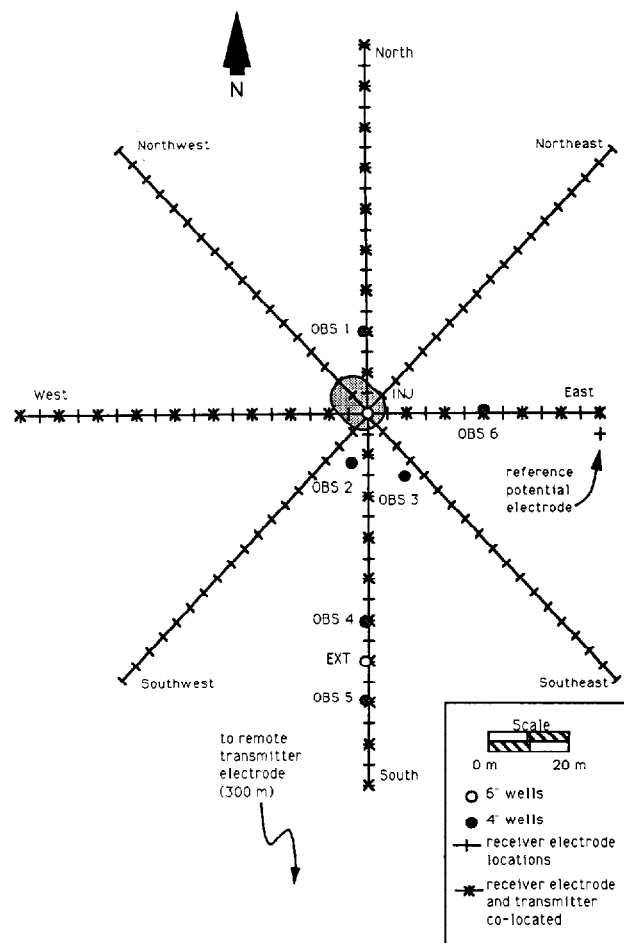 North
N
Northwest
Northeast
OBS 1
West
INJ
East
OBS 6
OBS 2
OBS 3
reference
potential
electrode
OBS 4
EXT
OBS 5
Southwest
Southeast
to remote
transmitter
electrode
(300 m)
South
Scale
0 m 20 m
6" wells
4" wells
receiver electrode
locations
receiver electrode
and transmitter
co-located